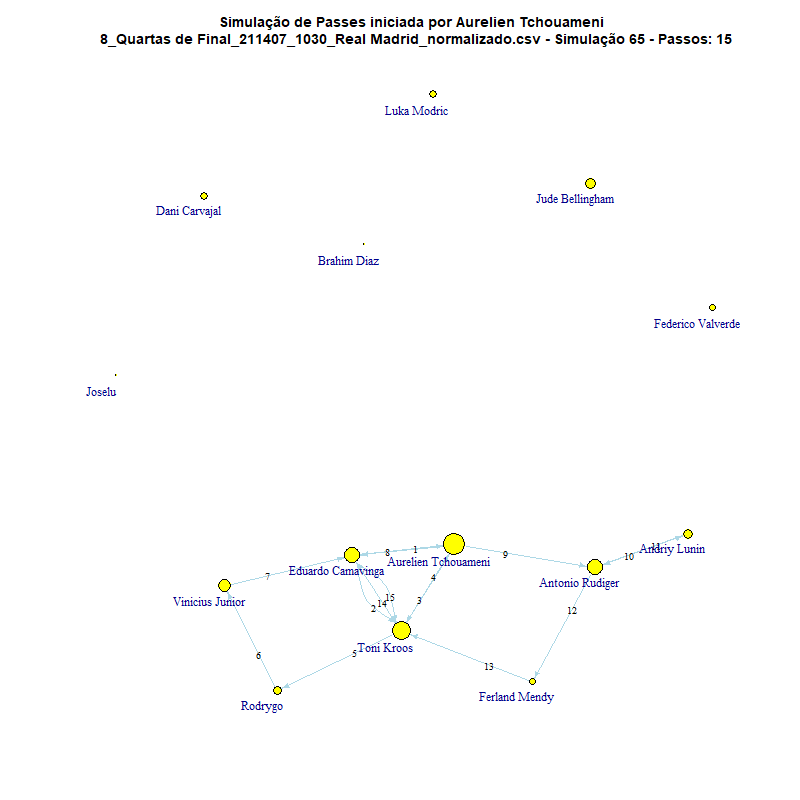 Simulação de Passes iniciada por Aurelien Tchouameni
8_Quartas de Final_211407_1030_Real Madrid_normalizado.csv - Simulação 65 - Passos: 15
Luka Modric
Jude Bellingham
Dani Carvajal
Brahim Diaz
Federico Valverde
Joselu
8
1
Andriy Lunin
10
11
9
Aurelien Tchouameni
Eduardo Camavinga
7
4
Antonio Rudiger
Vinicius Junior
15
14
2
3
12
Toni Kroos
5
6
13
Ferland Mendy
Rodrygo